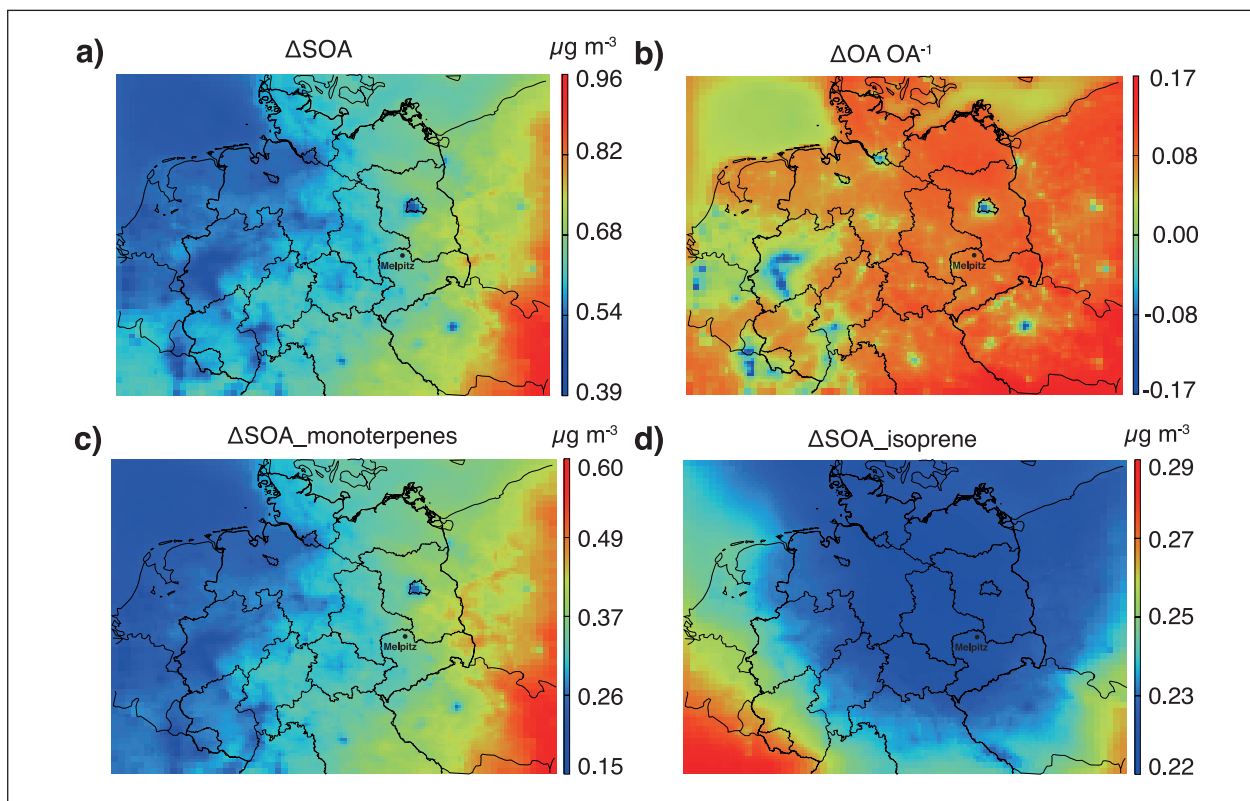 a)
ΔSOA
µg m⁻³
0.96
0.82
0.68
0.54
0.39
Melpitz
b)
ΔOA OA⁻¹
0.17
0.08
0.00
-0.08
-0.17
Melpitz
c)
ΔSOA_monoterpenes
µg m⁻³
0.60
0.49
0.37
0.26
0.15
Melpitz
d)
ΔSOA_isoprene
µg m⁻³
0.29
0.27
0.25
0.23
0.22
Melpitz